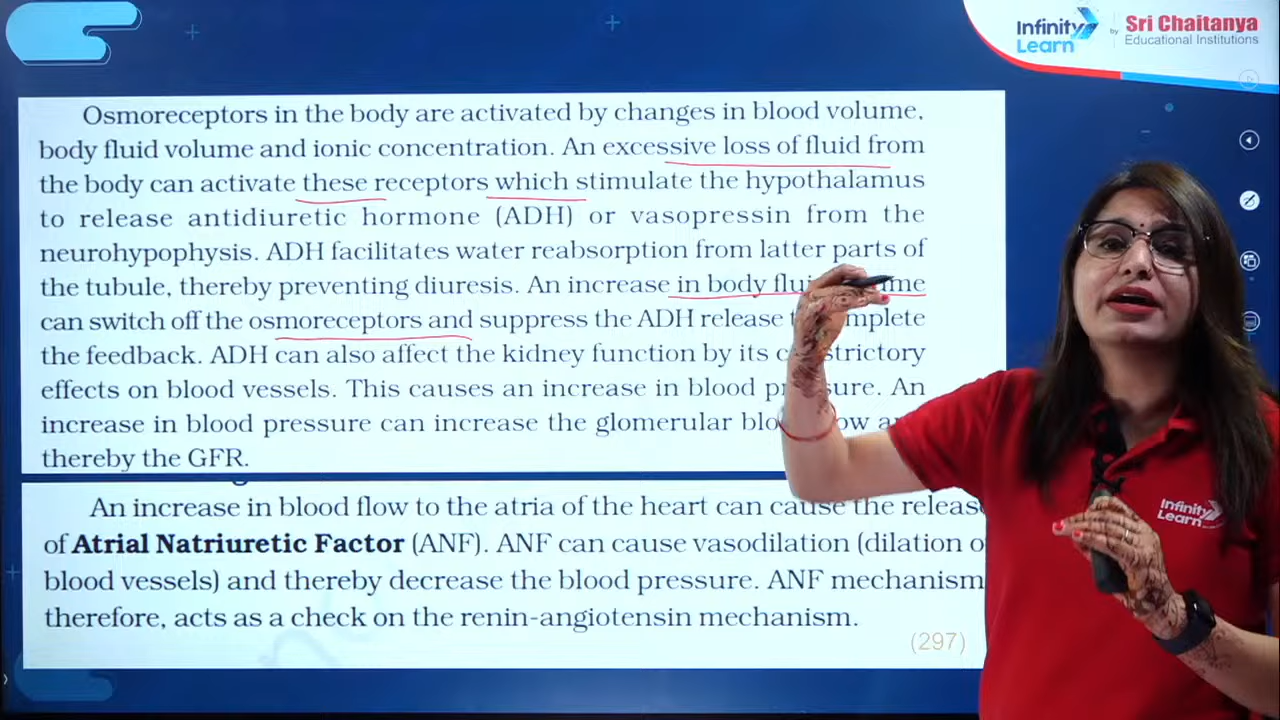 Infinity Learn by Sri Chaitanya Educational Institutions
Osmoreceptors in the body are activated by changes in blood volume,
body fluid volume and ionic concentration. An excessive loss of fluid from
the body can activate these receptors which stimulate the hypothalamus
to release antidiuretic hormone (ADH) or vasopressin from the
neurohypophysis. ADH facilitates water reabsorption from latter parts of
the tubule, thereby preventing diuresis. An increase in body
can switch off the osmoreceptors and suppress the ADH release
the feedback. ADH can also affect the kidney function by its
effects on blood vessels. This causes an increase in blood An
increase in blood pressure can increase the glomerular
thereby the GFR.
An increase in blood flow to the atria of the heart can cause the
of Atrial Natriuretic Factor (ANF). ANF can cause vasodilation (dilation
blood vessels) and thereby decrease the blood pressure. ANF mechanism
therefore, acts as a check on the renin-angiotensin mechanism.
(297)
Infinity
Learn